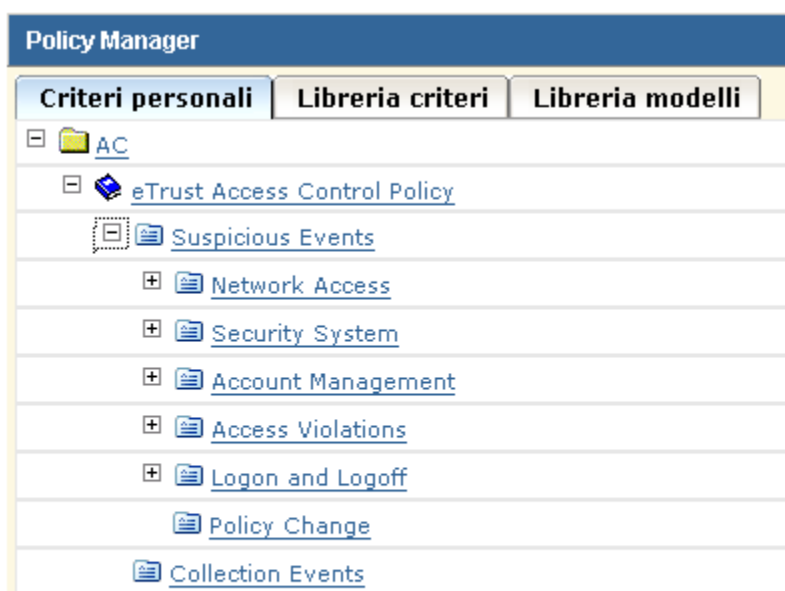 Policy Manager
Criteri personali Libreria criteri Libreria modelli
AC
eTrust Access Control Policy
Suspicious Events
Network Access
Security System
Account Management
Access Violations
Logon and Logoff
Policy Change
Collection Events